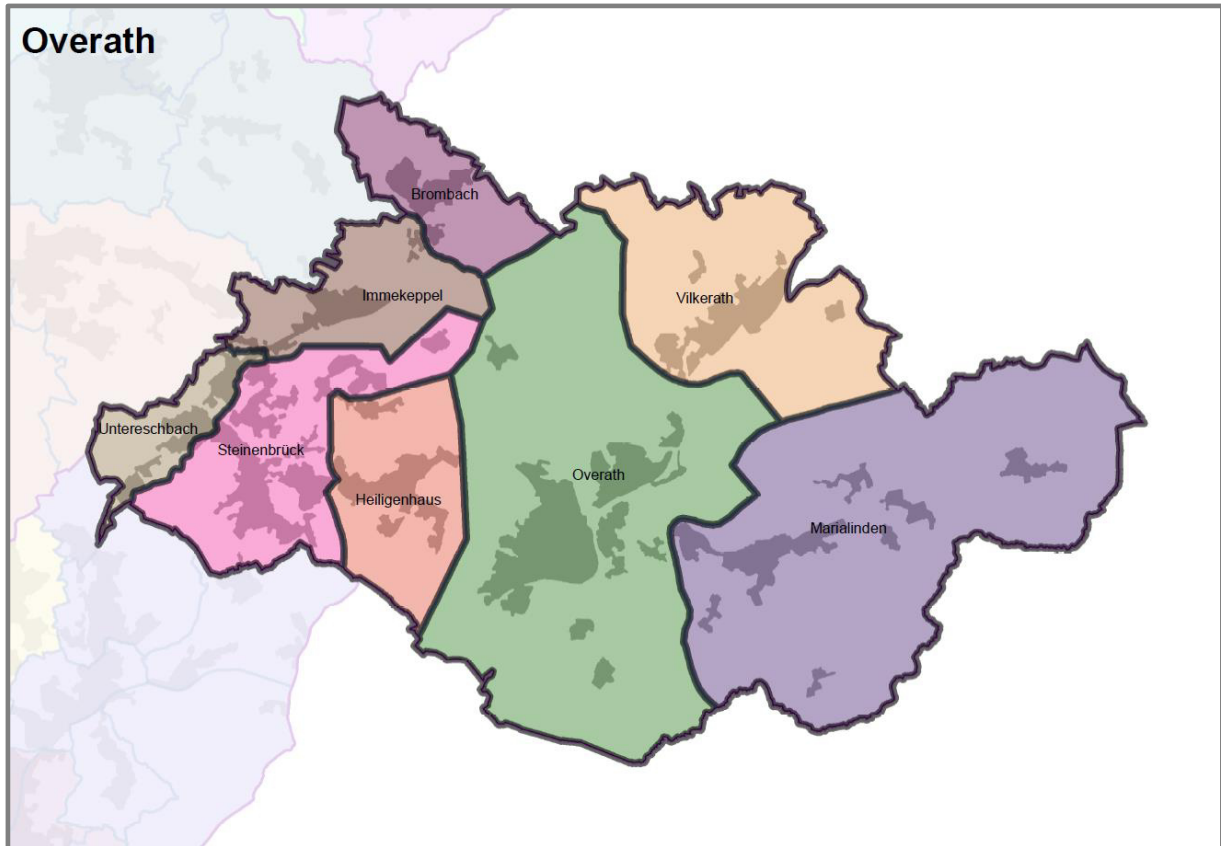 Overath
Brombach
Immekeppel
Vilkerath
Untereschbach
Steinenbrück
Overath
Heiligenhaus
Marialinden